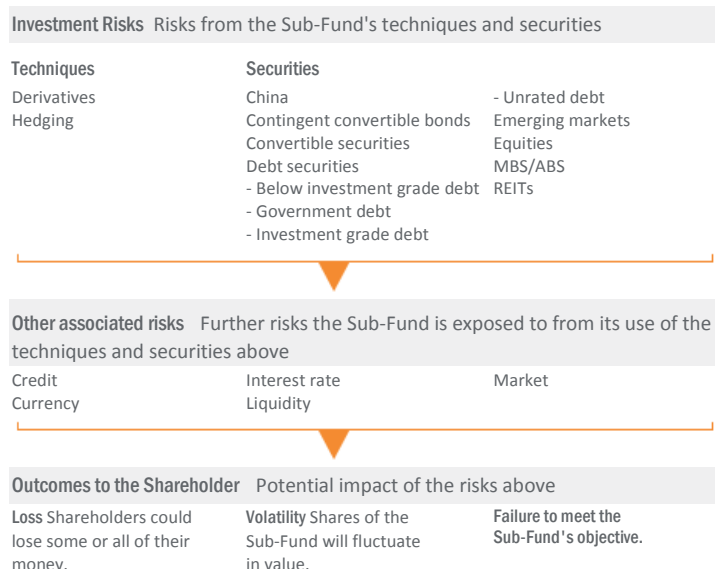 Investment Risks Risks from the Sub-Fund's techniques and securities
Techniques
Derivatives
Hedging
Securities
China
Contingent convertible bonds
Convertible securities
Debt securities
- Below investment grade debt
- Government debt
- Investment grade debt
- Unrated debt
Emerging markets
Equities
MBS/ABS
REITs
Other associated risks Further risks the Sub-Fund is exposed to from its use of the
techniques and securities above
Credit
Currency
Interest rate
Liquidity
Market
Outcomes to the Shareholder Potential impact of the risks above
Loss Shareholders could
lose some or all of their
money.
Volatility Shares of the
Sub-Fund will fluctuate
in value.
Failure to meet the
Sub-Fund's objective.